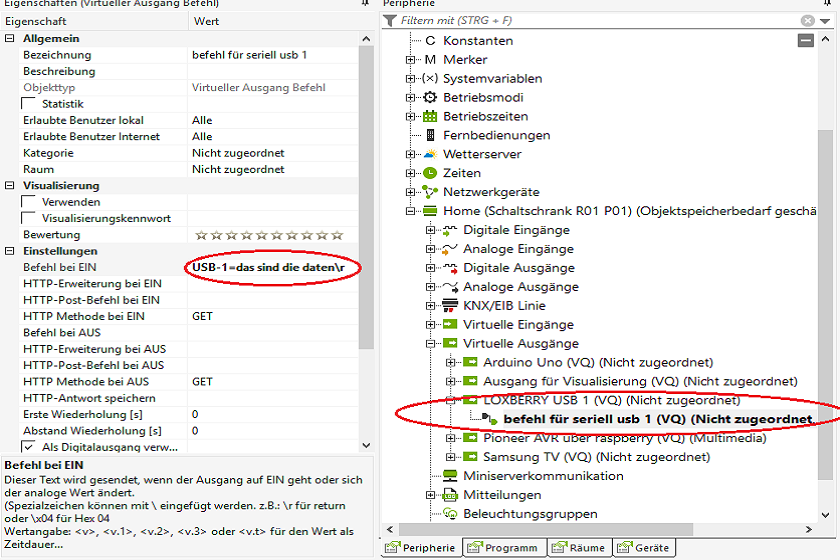 Eigenschaften (Virtueller Ausgang Befehl)
Eigenschaft Wert
Allgemein
Bezeichnung befehl für seriell usb 1
Beschreibung
Objekttyp Virtueller Ausgang Befehl
Statistik
Erlaubte Benutzer lokal Alle
Erlaubte Benutzer Internet Alle
Kategorie Nicht zugeordnet
Raum Nicht zugeordnet
Visualisierung
Verwenden
Visualisierungskennwort
Bewertung
Einstellungen
Befehl bei EIN USB-1=das sind die daten\r
HTTP-Erweiterung bei EIN
HTTP-Post-Befehl bei EIN
HTTP Methode bei EIN GET
Befehl bei AUS
HTTP-Erweiterung bei AUS
HTTP-Post-Befehl bei AUS
HTTP Methode bei AUS GET
HTTP-Antwort speichern
Erste Wiederholung [s] 0
Abstand Wiederholung [s] 0
Als Digitalausgang verw...
Befehl bei EIN
Dieser Text wird gesendet, wenn der Ausgang auf EIN geht oder sich
der analoge Wert ändert.
(Spezialzeichen können mit \ eingefügt werden. z.B.: \r für return
oder \x04 für Hex 04
Wertangabe: <v>, <v.1>, <v.2>, <v.3> oder <v.t> für den Wert als
Zeitdauer...
Peripherie
Filtern mit (STRG + F)
Konstanten
Merker
Systemvariablen
Betriebsmodi
Betriebszeiten
Fernbedienungen
Wetterserver
Zeiten
Netzwerkgeräte
Home (Schaltschrank R01 P01) (Objektspeicherbedarf geschä
Digitale Eingänge
Analoge Eingänge
Digitale Ausgänge
Analoge Ausgänge
KNX/EIB Linie
Virtuelle Eingänge
Virtuelle Ausgänge
Arduino Uno (VQ) (Nicht zugeordnet)
Ausgang für Visualisierung (VQ) (Nicht zugeordnet)
LOXBERRY USB 1 (VQ) (Nicht zugeordnet)
befehl für seriell usb 1 (VQ) (Nicht zugeordnet
Pioneer AVR über raspberry (VQ) (Multimedia)
Samsung TV (VQ) (Nicht zugeordnet)
Miniserverkommunikation
Mitteilungen
Beleuchtungsgruppen
Peripherie Programm Räume Geräte